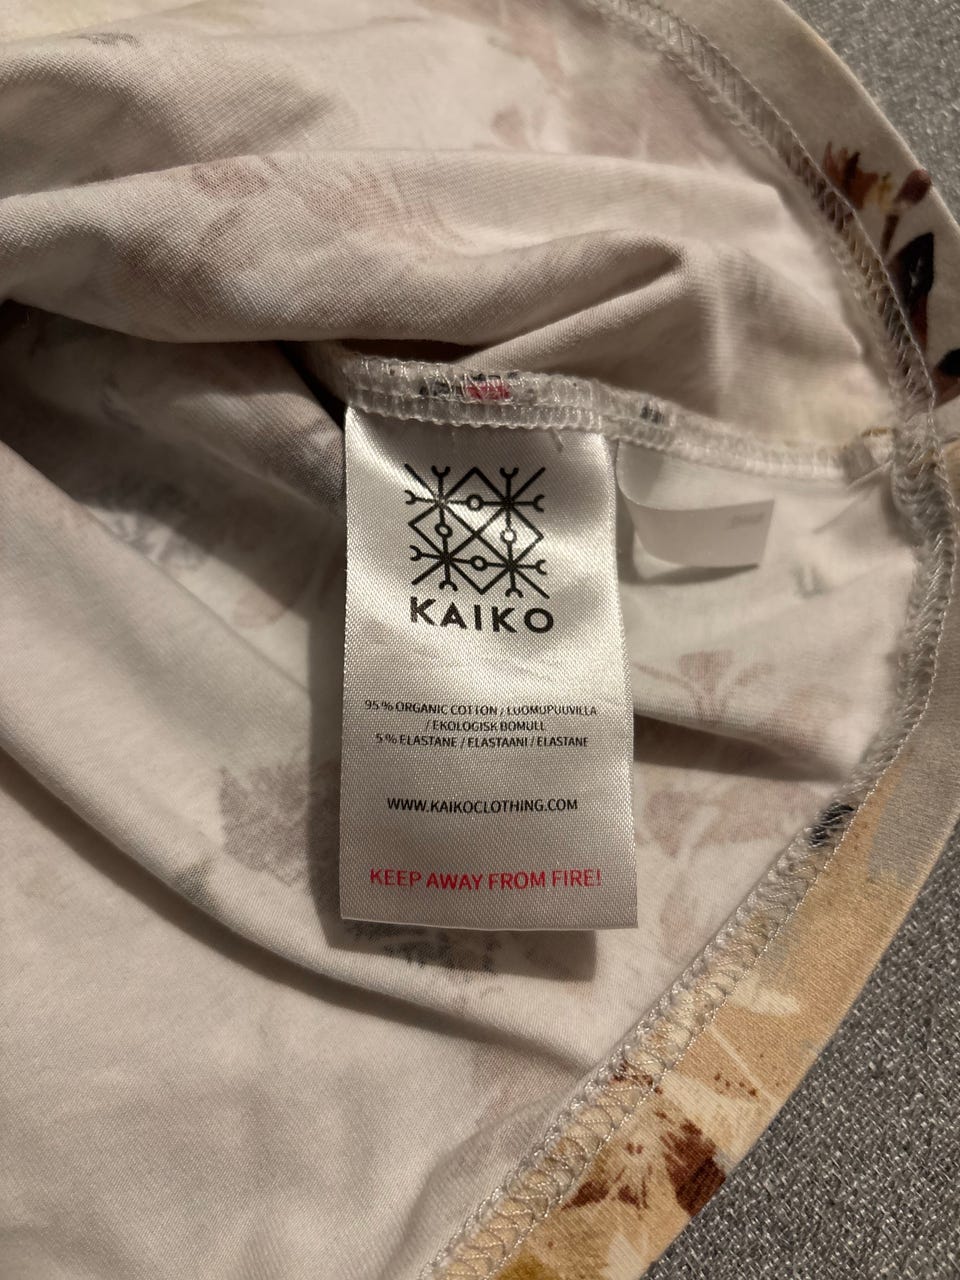 KAIKO
95 % ORGANIC COTTON / LUOMUPUUVILLA
/ EKOLOGISK BOMULL
5 % ELASTANE / ELASTAANI / ELASTANE
WWW.KAIKOCLOTHING.COM
KEEP AWAY FROM FIRE!